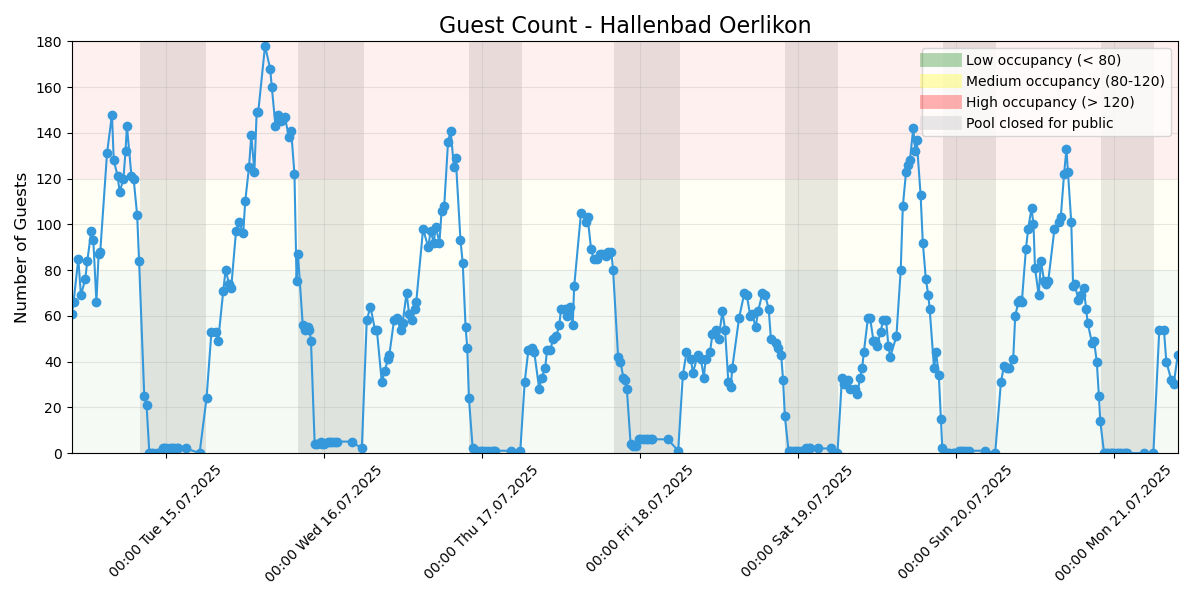 Guest Count - Hallenbad Oerlikon
Number of Guests
180
160
140
120
100
80
60
40
20
0
Low occupancy (< 80)
Medium occupancy (80-120)
High occupancy (> 120)
Pool closed for public
00:00 Tue 15.07.2025
00:00 Wed 16.07.2025
00:00 Thu 17.07.2025
00:00 Fri 18.07.2025
00:00 Sat 19.07.2025
00:00 Sun 20.07.2025
00:00 Mon 21.07.2025